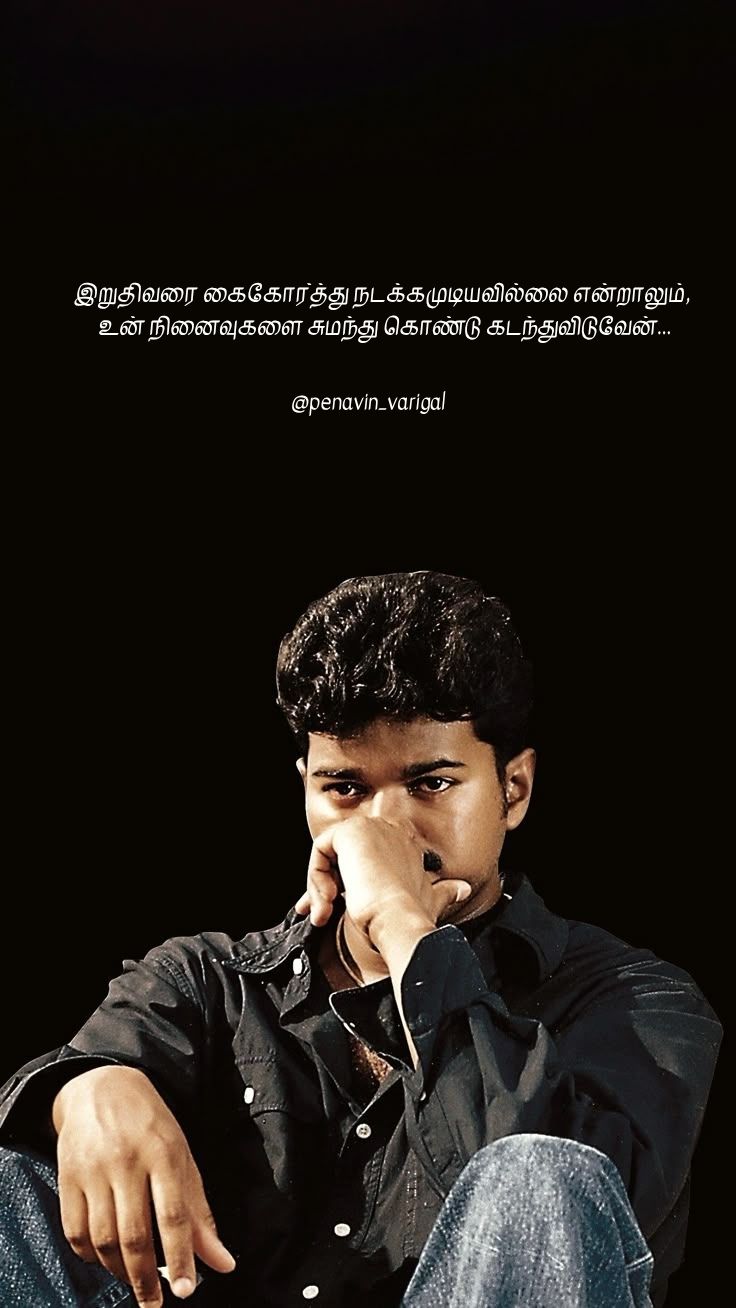 இறுதிவரை கைகோர்த்து நடக்கமுடியவில்லை என்றாலும்,
உன் நினைவுகளை சுமந்து கொண்டு கடந்துவிடுவேன்...
@penavin_varigal